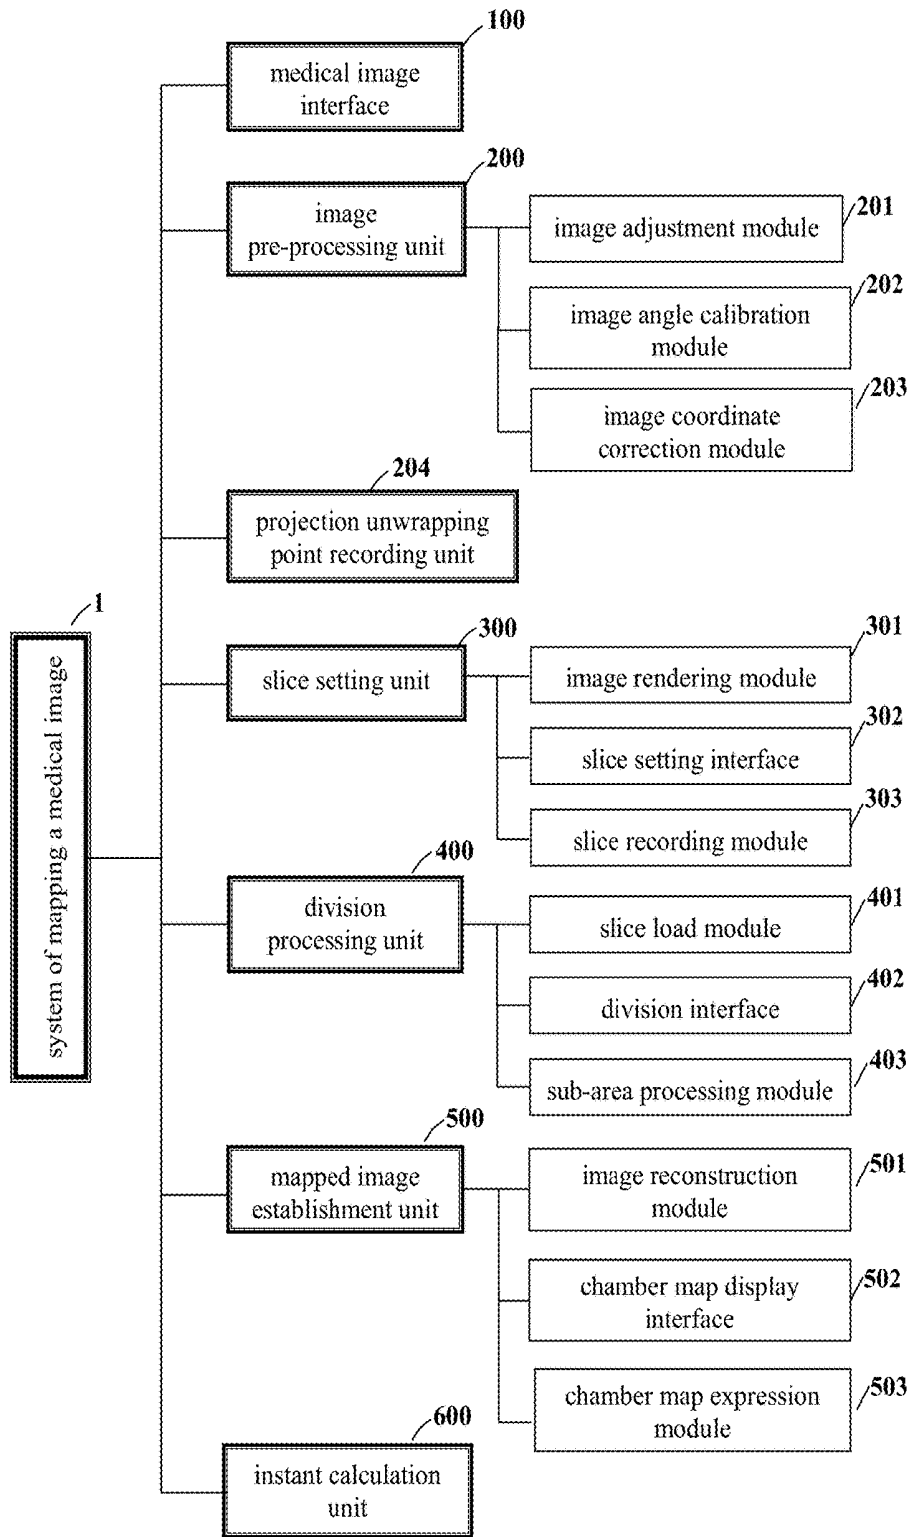 100
medical image
interface
200
image
pre-processing unit
201
image adjustment module
202
image angle calibration
module
203
image coordinate
correction module
204
projection unwrapping
point recording unit
1
system of mapping a medical image
300
slice setting unit
301
image rendering module
302
slice setting interface
303
slice recording module
400
division
processing unit
401
slice load module
402
division interface
403
sub-area processing module
500
mapped image
establishment unit
501
image reconstruction
module
502
chamber map display
interface
503
chamber map expression
module
600
instant calculation
unit